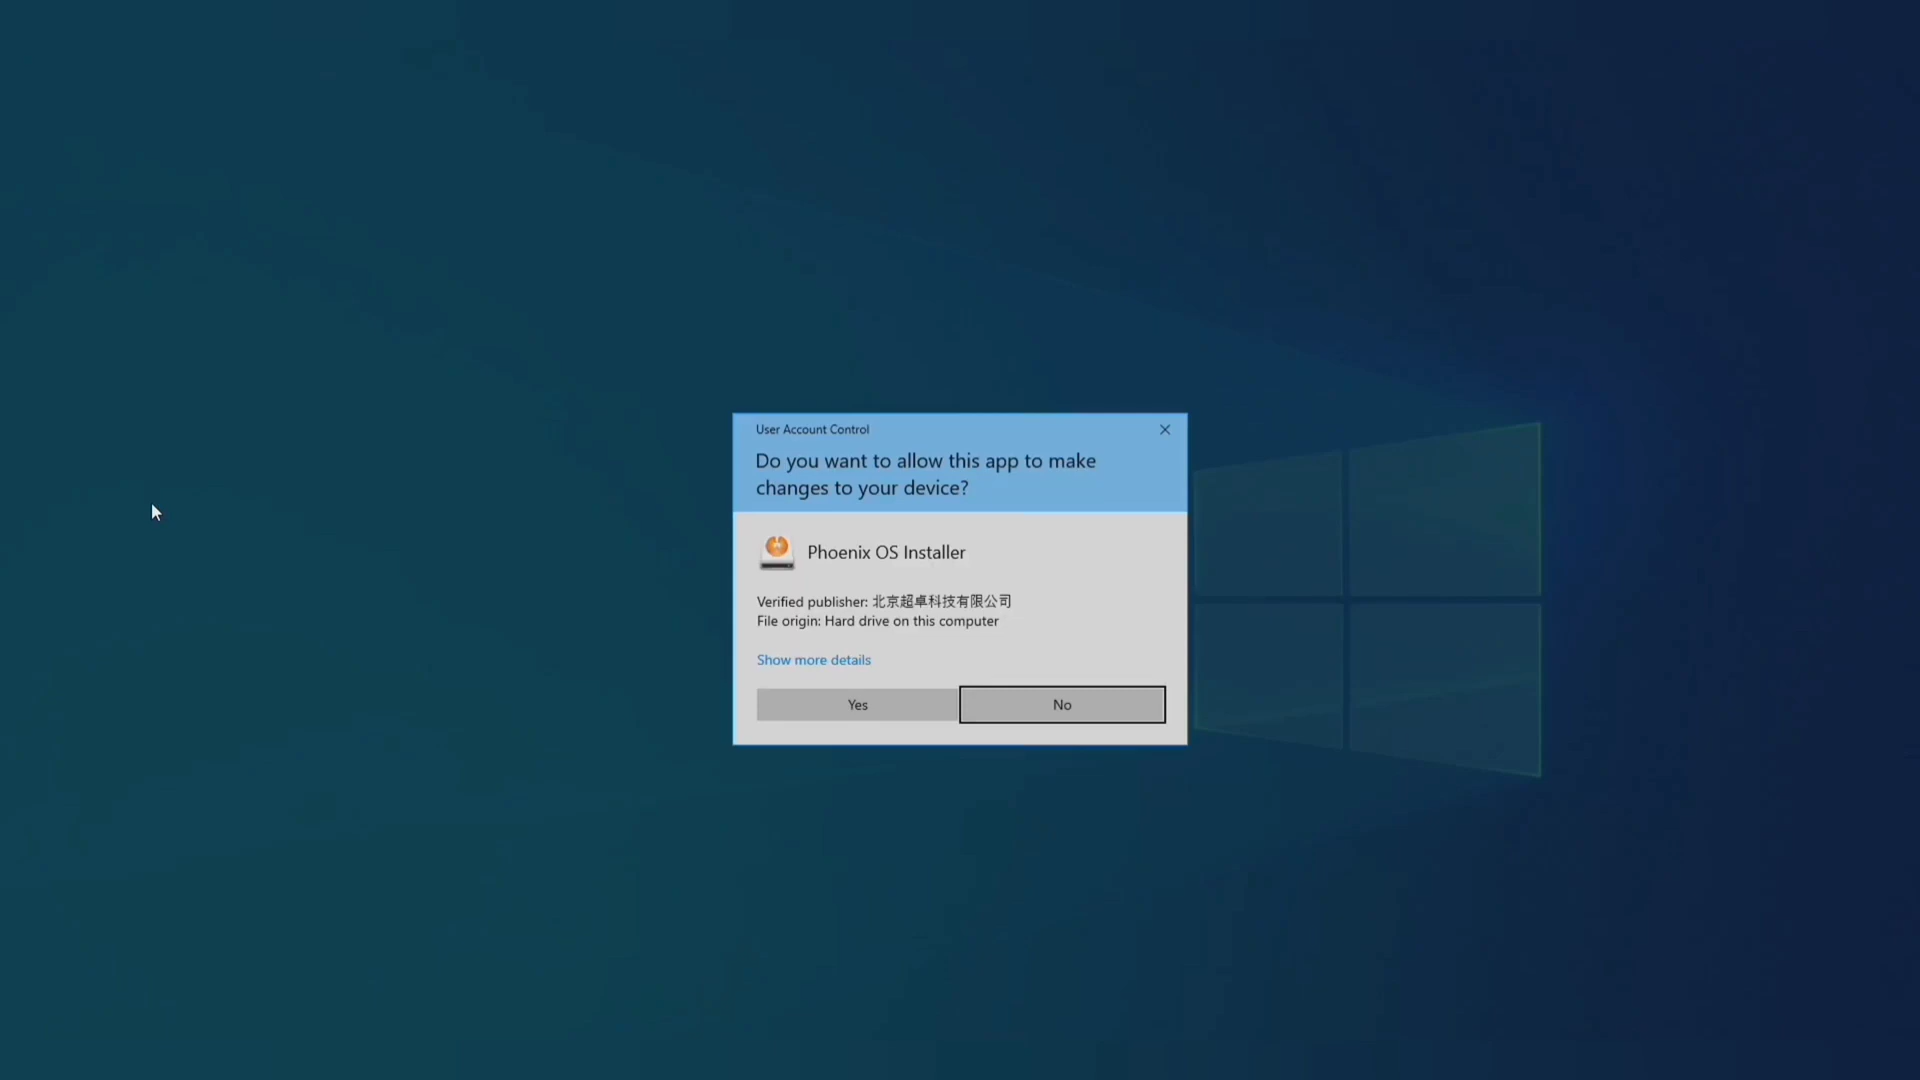 User Account Control
Do you want to allow this app to make
changes to your device?
Phoenix OS Installer
Verified publisher: 北京超卓科技有限公司
File origin: Hard drive on this computer
Show more details
Yes
No